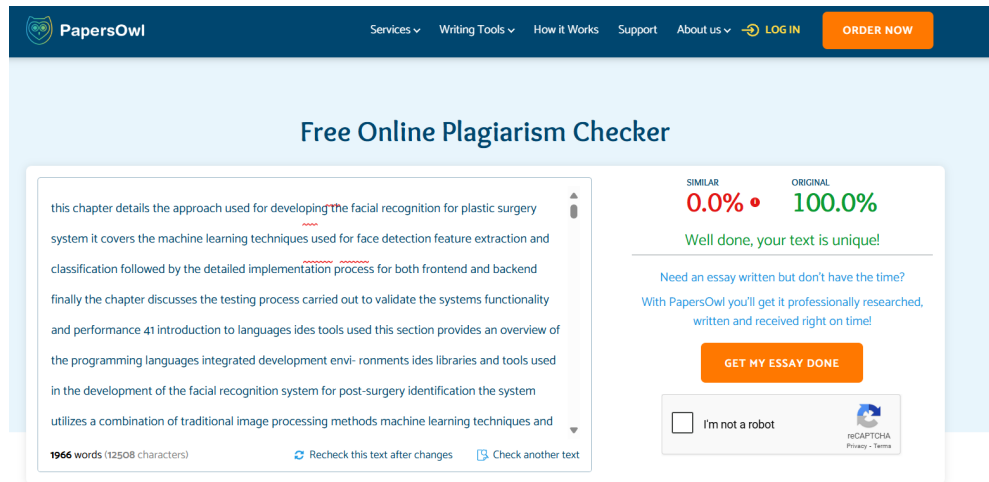 PapersOwl
Services Writing Tools How it Works Support About us LOG IN ORDER NOW
Free Online Plagiarism Checker
this chapter details the approach used for developing the facial recognition for plastic surgery
system it covers the machine learning techniques used for face detection feature extraction and
classification followed by the detailed implementation process for both frontend and backend
finally the chapter discusses the testing process carried out to validate the systems functionality
and performance 41 introduction to languages ides tools used this section provides an overview of
the programming languages integrated development envi- ronments ides libraries and tools used
in the development of the facial recognition system for post-surgery identification the system
utilizes a combination of traditional image processing methods machine learning techniques and
1966 words (12508 characters)
Recheck this text after changes
Check another text
SIMILAR
0.0%
ORIGINAL
100.0%
Well done, your text is unique!
Need an essay written but don't have the time?
With PapersOwl you'll get it professionally researched,
written and received right on time!
GET MY ESSAY DONE
I'm not a robot
reCAPTCHA
Privacy - Terms